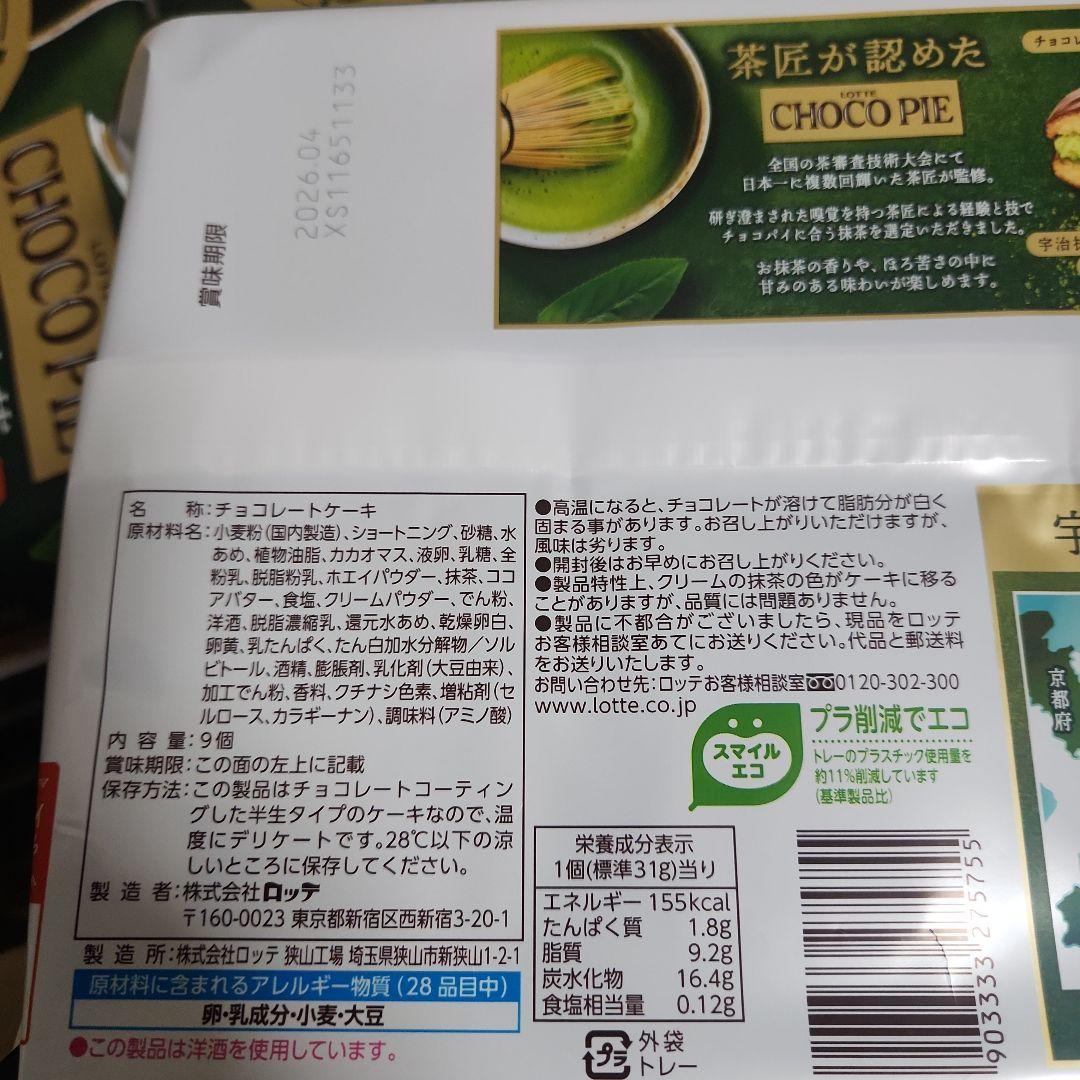 CHOCO PIE
賞味期限
2026.04
XS11651133
茶匠が認めた
LOTTE
CHOCO PIE
全国の茶審査技術大会にて
日本一に複数回輝いた茶匠が監修。
研ぎ澄まされた嗅覚を持つ茶匠による経験と技で
チョコパイに合う抹茶を選定いただきました。
お抹茶の香りや、ほろ苦さの中に
甘みのある味わいが楽しめます。
名 称:チョコレートケーキ
原材料名:小麦粉(国内製造)、ショートニング、砂糖、水
あめ、植物油脂、カカオマス、液卵、乳糖、全
粉乳、脱脂粉乳、ホエイパウダー、抹茶、ココ
アバター、食塩、クリームパウダー、でん粉、
洋酒、脱脂濃縮乳、還元水あめ、乾燥卵白、
卵黄、乳たんぱく、たん白加水分解物/ソル
ビトール、酒精、膨脹剤、乳化剤(大豆由来)、
加工でん粉、香料、クチナシ色素、増粘剤(セ
ルロース、カラギーナン)、調味料(アミノ酸)
内 容 量:9個
賞味期限:この面の左上に記載
保存方法:この製品はチョコレートコーティン
グした半生タイプのケーキなので、温
度にデリケートです。28℃以下の涼
しいところに保存してください。
製 造 者:株式会社ロッテ
〒160-0023 東京都新宿区西新宿3-20-1
製 造 所:株式会社ロッテ 狭山工場 埼玉県狭山市新狭山1-2-1
原材料に含まれるアレルギー物質(28品目中)
卵・乳成分・小麦・大豆
●この製品は洋酒を使用しています。
●高温になると、チョコレートが溶けて脂肪分が白く
固まる事があります。お召し上がりいただけますが、
風味は劣ります。
●開封後はお早めにお召し上がりください。
●製品特性上、クリームの抹茶の色がケーキに移る
ことがありますが、品質には問題ありません。
●製品に不都合がございましたら、現品をロッテ
お客様相談室あてにお送りください。代品と郵送料
をお送りいたします。
お問い合わせ先:ロッテお客様相談室0120-302-300
www.lotte.co.jp
スマイル
エコ
プラ削減でエコ
トレーのプラスチック使用量を
約11%削減しています
(基準製品比)
栄養成分表示
1個(標準31g)当り
エネルギー 155kcal
たんぱく質 1.8g
脂質 9.2g
炭水化物 16.4g
食塩相当量 0.12g
プラ
外袋
トレー
903333 275755
京都府